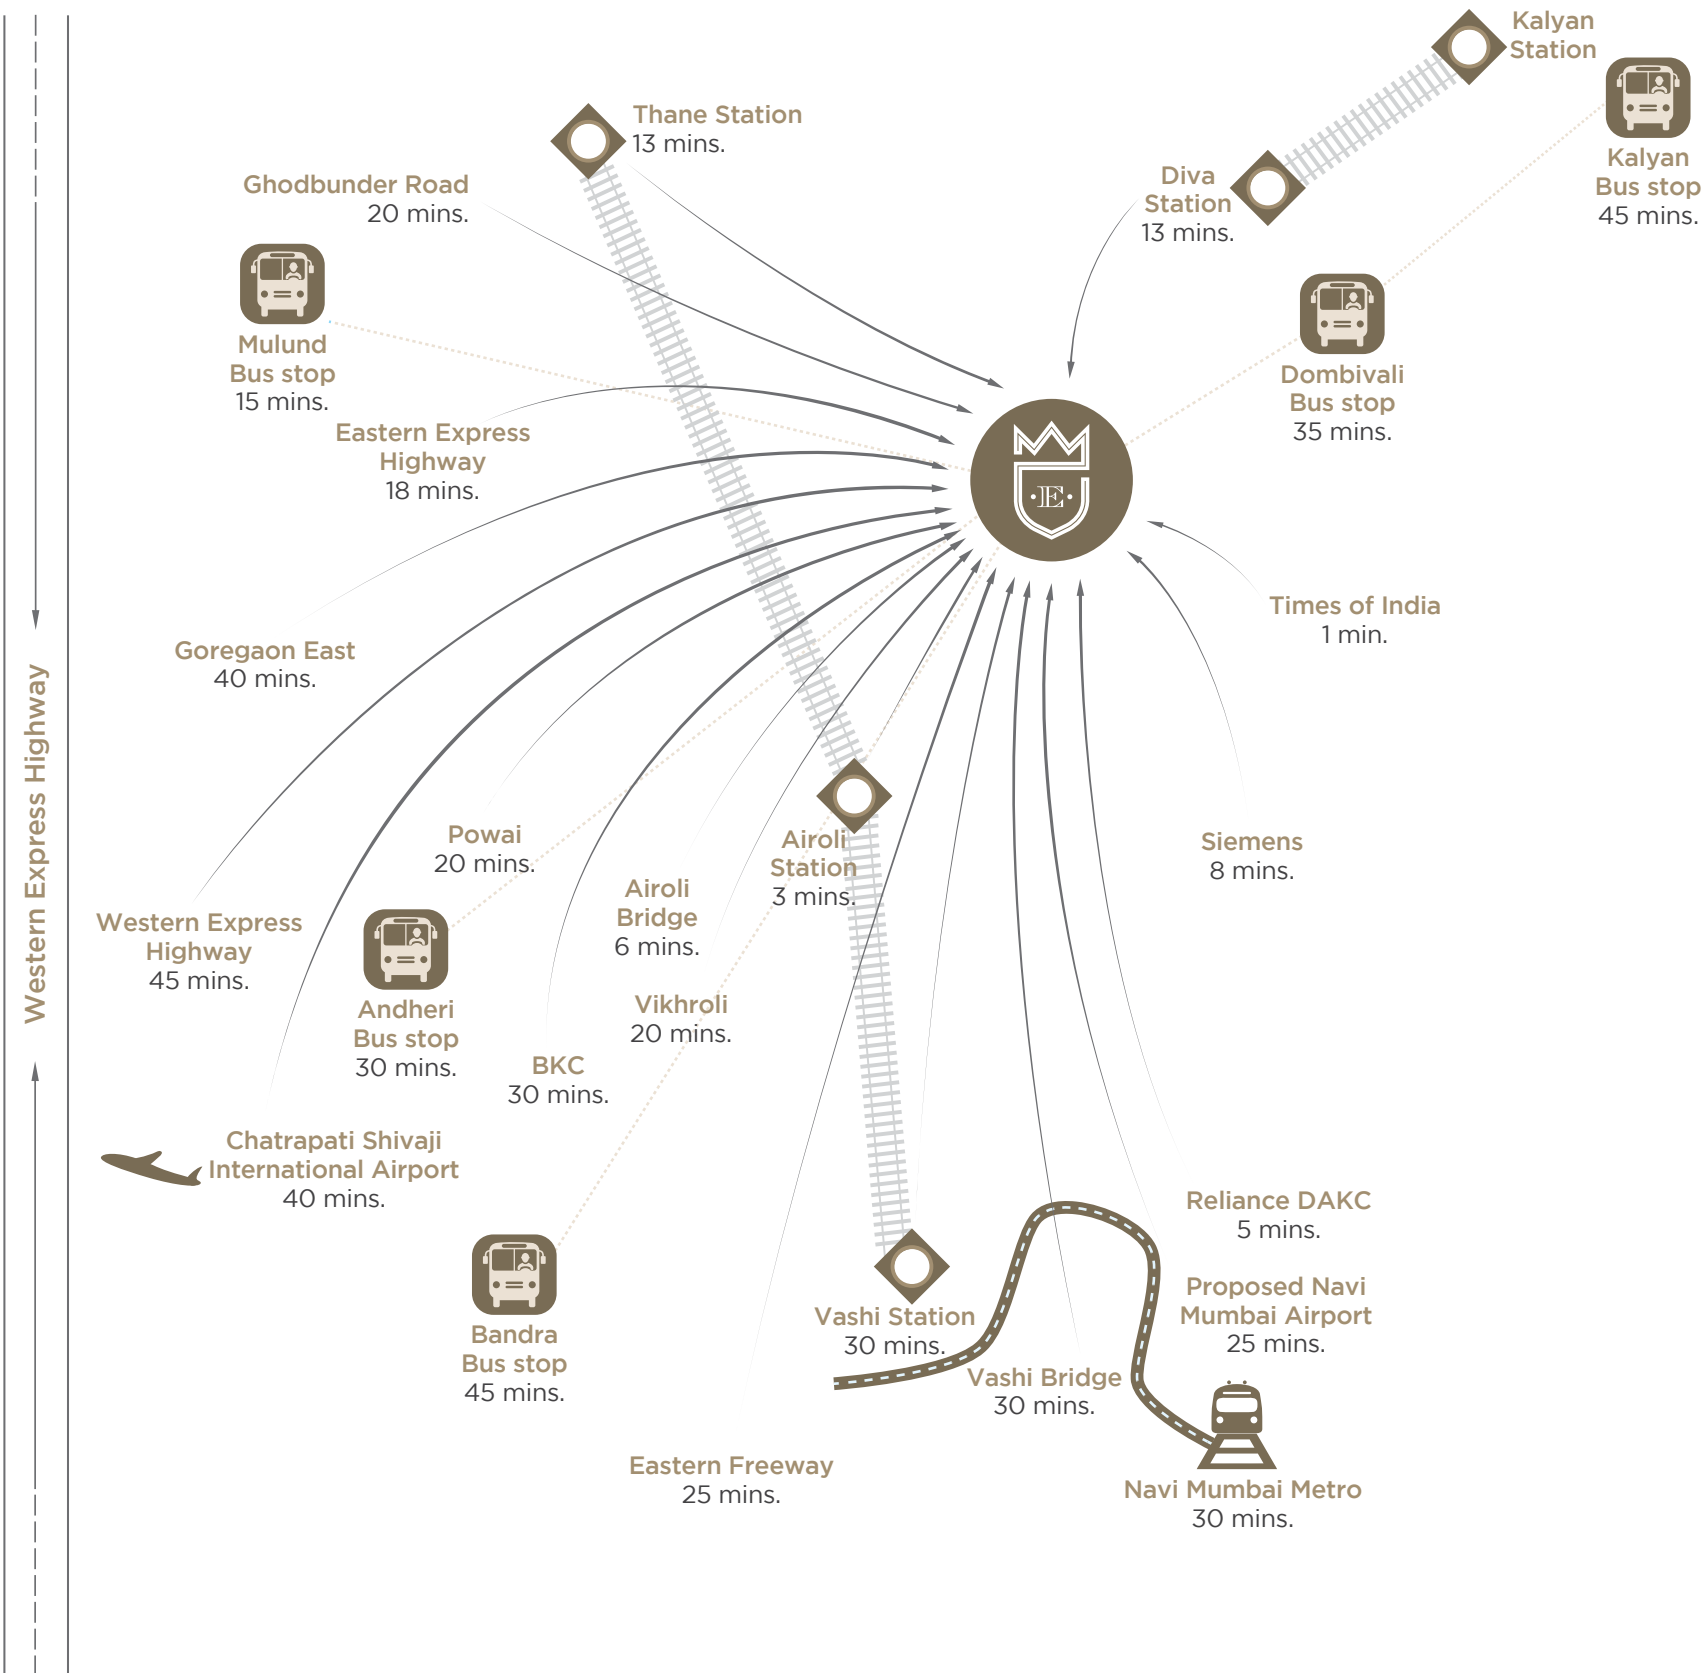 Kalyan
Station
Kalyan
Bus stop
45 mins.
Thane Station
13 mins.
Diva
Station
13 mins.
Ghodbunder Road
20 mins.
Mulund
Bus stop
15 mins.
Dombivali
Bus stop
35 mins.
Eastern Express
Highway
18 mins.
E
Times of India
1 min.
Goregaon East
40 mins.
Western Express Highway
Powai
20 mins.
Airoli
Station
3 mins.
Siemens
8 mins.
Airoli
Bridge
6 mins.
Western Express
Highway
45 mins.
Andheri
Bus stop
30 mins.
Vikhroli
20 mins.
BKC
30 mins.
Chatrapati Shivaji
International Airport
40 mins.
Reliance DAKC
5 mins.
Proposed Navi
Mumbai Airport
25 mins.
Vashi Station
30 mins.
Bandra
Bus stop
45 mins.
Vashi Bridge
30 mins.
Eastern Freeway
25 mins.
Navi Mumbai Metro
30 mins.